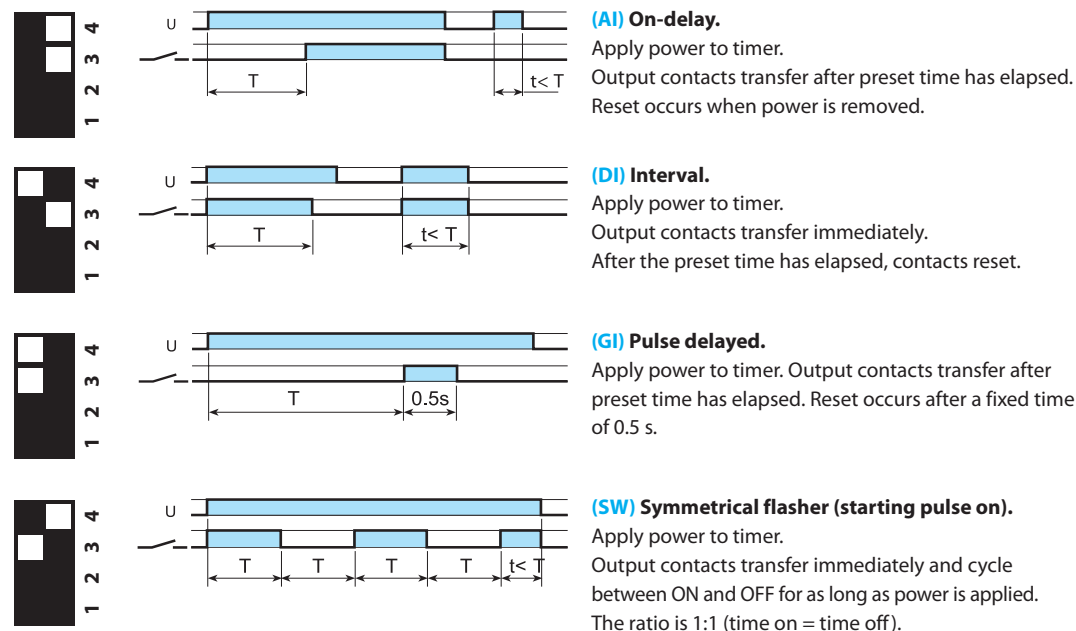 4
3
2
1
U
T
t< T
(AI) On-delay.
Apply power to timer.
Output contacts transfer after preset time has elapsed.
Reset occurs when power is removed.
4
3
2
1
U
T
t< T
(DI) Interval.
Apply power to timer.
Output contacts transfer immediately.
After the preset time has elapsed, contacts reset.
4
3
2
1
U
T
0.5s
(GI) Pulse delayed.
Apply power to timer. Output contacts transfer after
preset time has elapsed. Reset occurs after a fixed time
of 0.5 s.
4
3
2
1
U
T T T T t< T
(SW) Symmetrical flasher (starting pulse on).
Apply power to timer.
Output contacts transfer immediately and cycle
between ON and OFF for as long as power is applied.
The ratio is 1:1 (time on = time off).